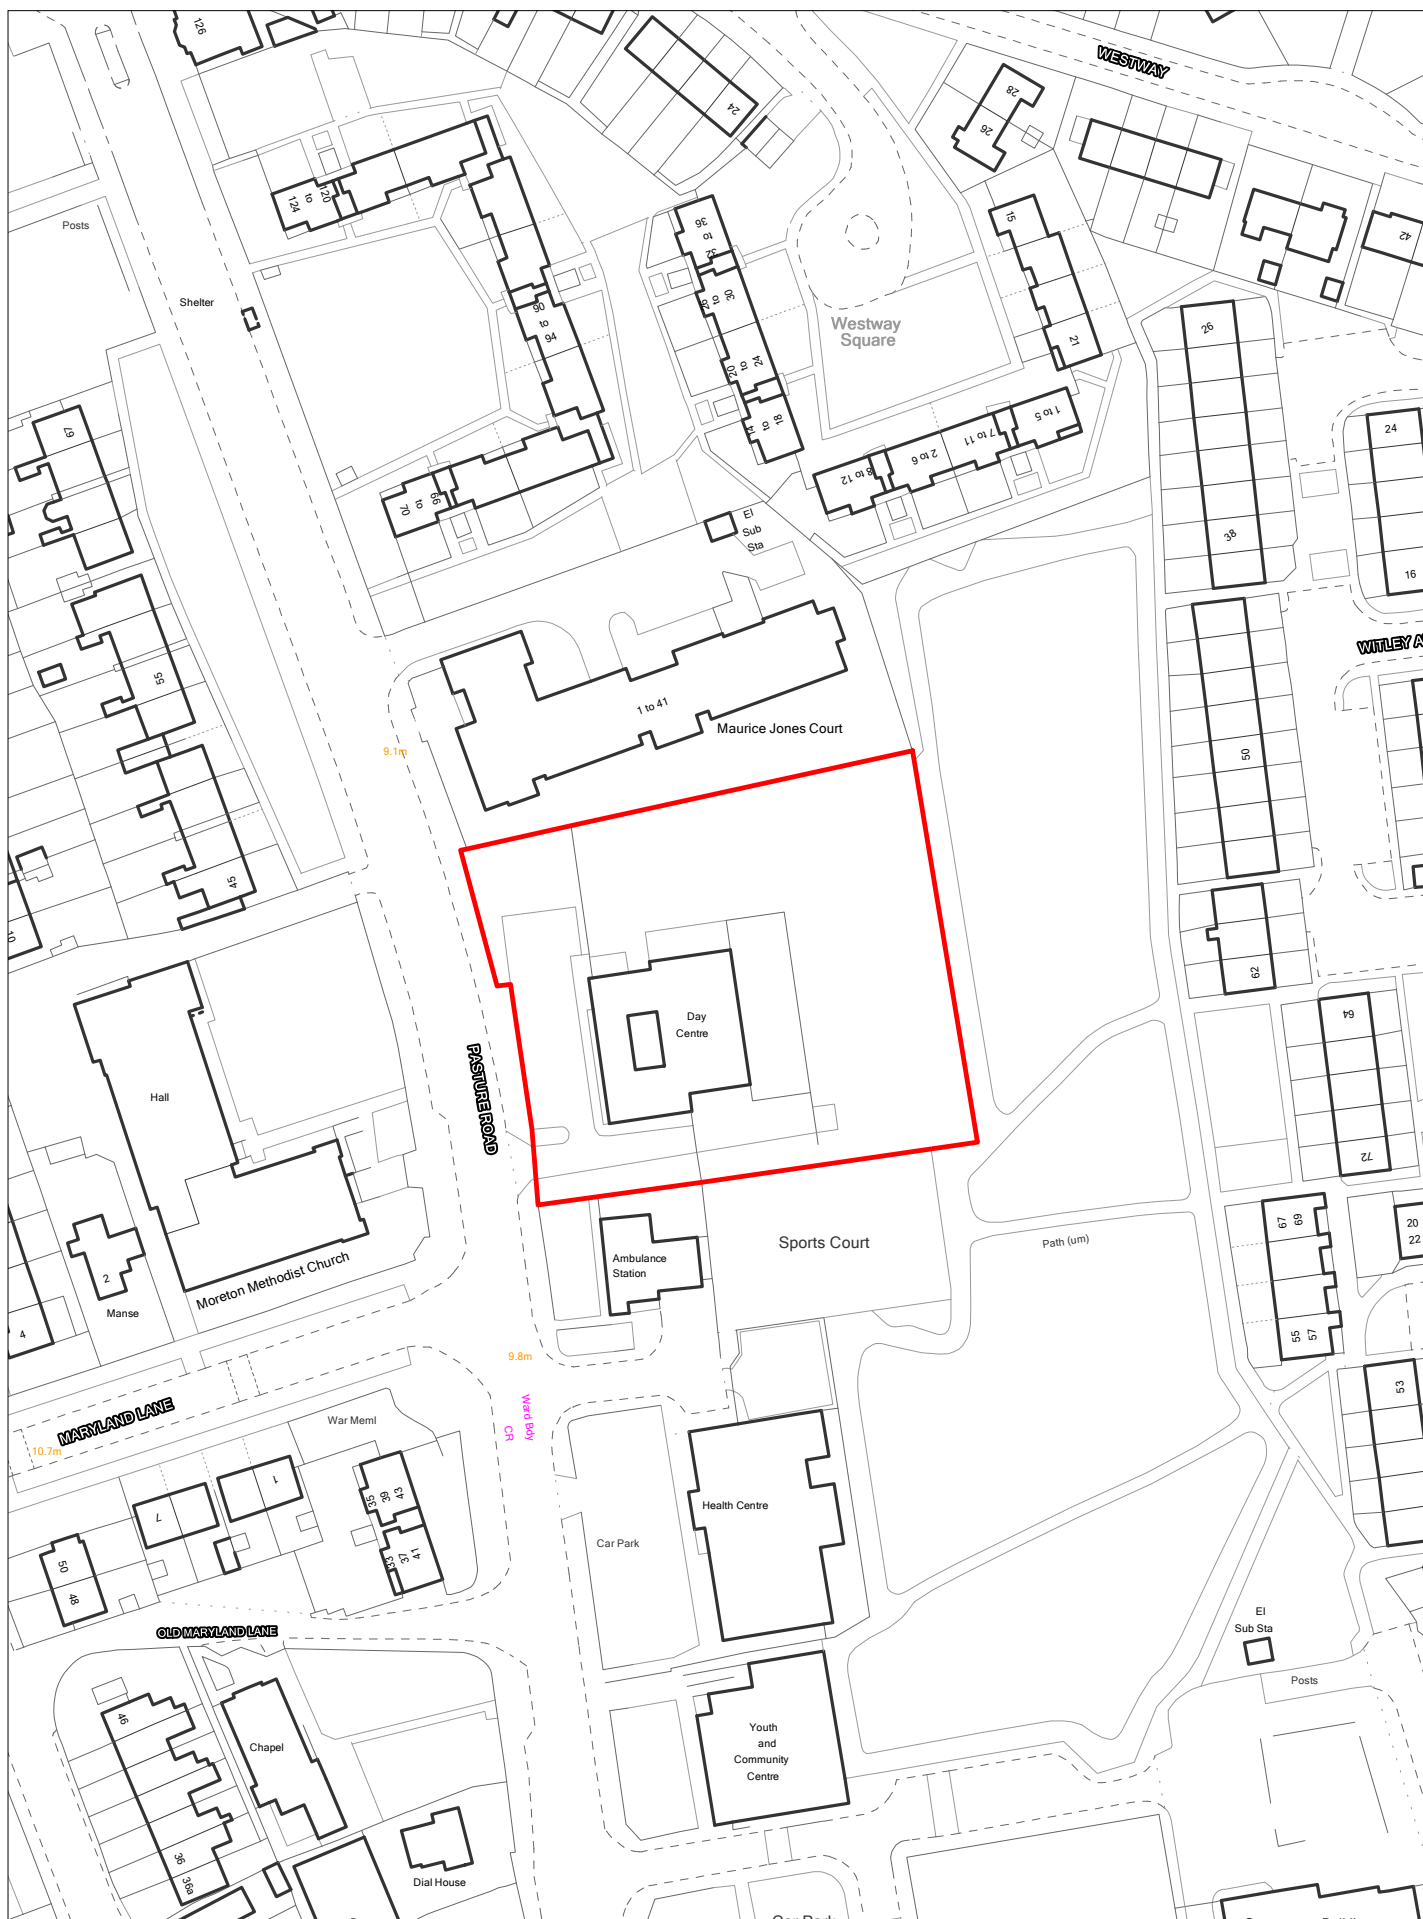 126
WESTWAY
24
28
26
15
42
Posts
124
to
120
36
to
32
Shelter
90
to
94
26
to
30
Westway
Square
21
26
20
to
24
14
to
18
1 to 5
7 to 11
2 to 6
8 to 12
24
67
70
to
66
El
Sub
Sta
38
16
WITLEY A
55
1 to 41
Maurice Jones Court
9.1m
50
45
10
62
Day
Centre
64
PASTURE ROAD
Hall
72
67
69
20
22
Sports Court
Path (um)
Ambulance
Station
Moreton Methodist Church
2
Manse
4
55
57
9.8m
53
MARYLAND LANE
War Meml
Ward Bdy
CR
10.7m
1
7
35
39
43
33
37
41
Health Centre
Car Park
50
48
El
Sub Sta
OLD MARYLAND LANE
Posts
46
Chapel
Youth
and
Community
Centre
36
36a
Dial House
Car Park